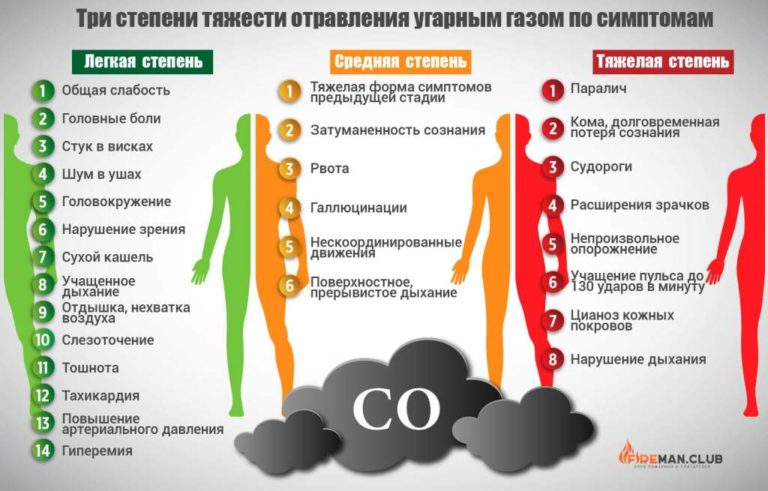 Три степени тяжести отравления угарным газом по симптомам
Легкая степень
1 Общая слабость
2 Головные боли
3 Стук в висках
4 Шум в ушах
5 Головокружение
6 Нарушение зрения
7 Сухой кашель
8 Учащенное
дыхание
9 Отдышка, нехватка
воздуха
10 Слезоточение
11 Тошнота
12 Тахикардия
13 Повышение
артериального давления
14 Гиперемия
Средняя степень
1 Тяжелая форма симптомов
предыдущей стадии
2 Затуманенность сознания
3 Рвота
4 Галлюцинации
5 Нескоординированные
движения
6 Поверхностное,
прерывистое дыхание
Тяжелая степень
1 Паралич
2 Кома, долговременная
потеря сознания
3 Судороги
4 Расширения зрачков
5 Непроизвольное
опорожнение
6 Учащение пульса до
130 ударов в минуту
7 Цианоз кожных
покровов
8 Нарушение дыхания
CO
FIREMAN.CLUB
КЛУБ ПОЖАРНЫХ И СПАСАТЕЛЕЙ